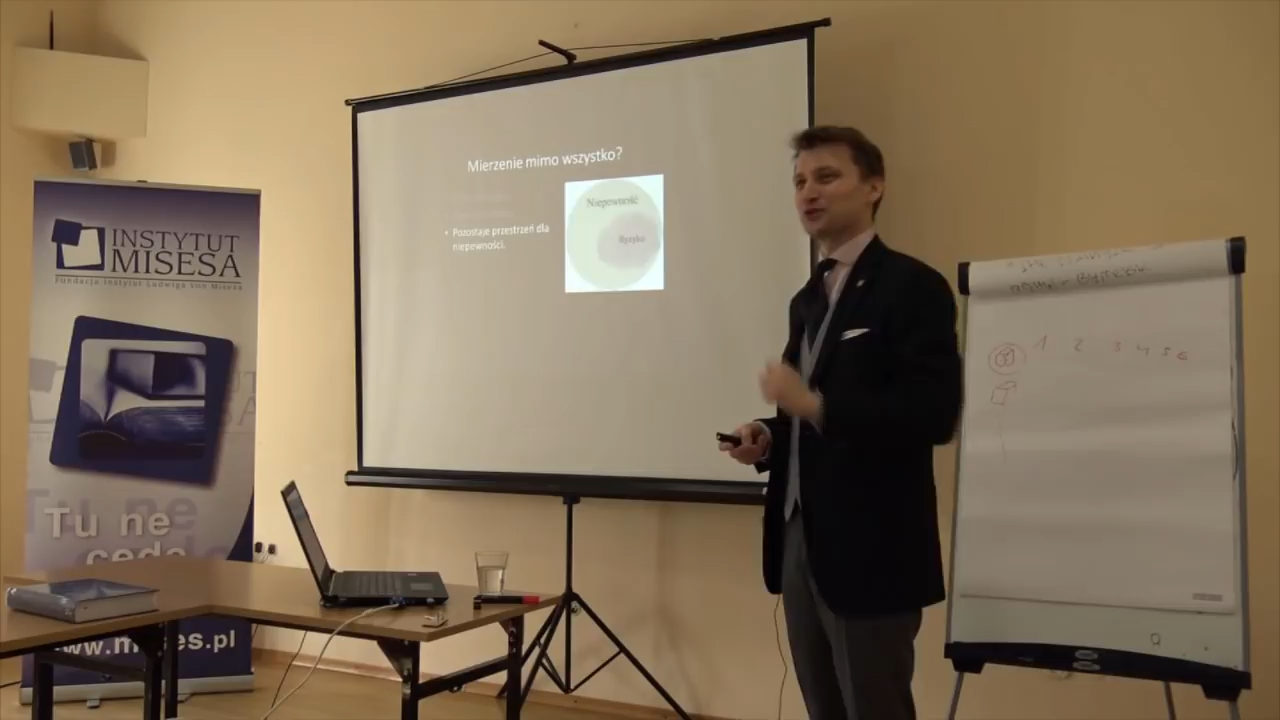 INSTYTUT
MISESA
Fundacja Instytut Ludwiga von Misesa
Tu ne
ceda
www.mises.pl
Mierzenie mimo wszystko?
• Pozostaje przestrzeń dla
niepewności.
Niepewność
Ryzyko
1 2 3 4 5 6